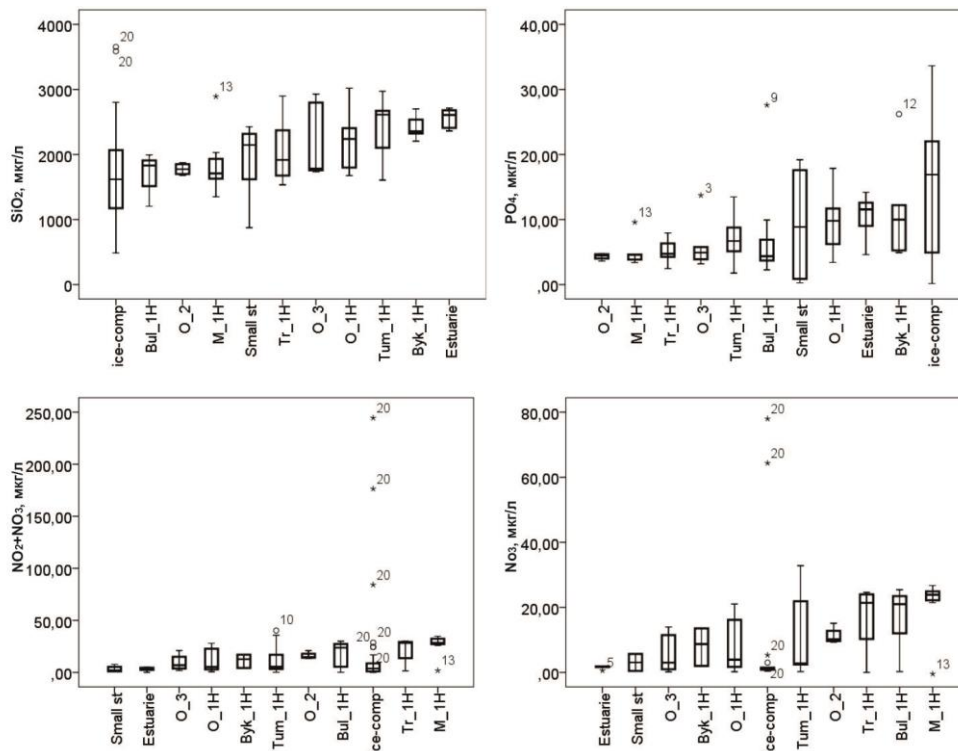 SiO₂, мкг/л
4000
3000
2000
1000
0
20
20
13
ice-comp
Bul_1H
O_2
M_1H
Small st
Tr_1H
O_3
O_1H
Tum_1H
Byk_1H
Estuarie
PO₄, мкг/л
40,00
30,00
20,00
10,00
,00
13
3
9
12
O_2
M_1H
Tr_1H
O_3
Tum_1H
Bul_1H
Small st
O_1H
Estuarie
Byk_1H
ice-comp
NO₂+NO₃, мкг/л
250,00
200,00
150,00
100,00
50,00
,00
10
20
20
20
20
20
20
13
Small st
Estuarie
O_3
O_1H
Byk_1H
Tum_1H
O_2
Bul_1H
ice-comp
Tr_1H
M_1H
No₃, мкг/л
80,00
60,00
40,00
20,00
,00
5
20
20
20
20
13
Estuarie
Small st
O_3
Byk_1H
O_1H
ice-comp
Tum_1H
O_2
Tr_1H
Bul_1H
M_1H